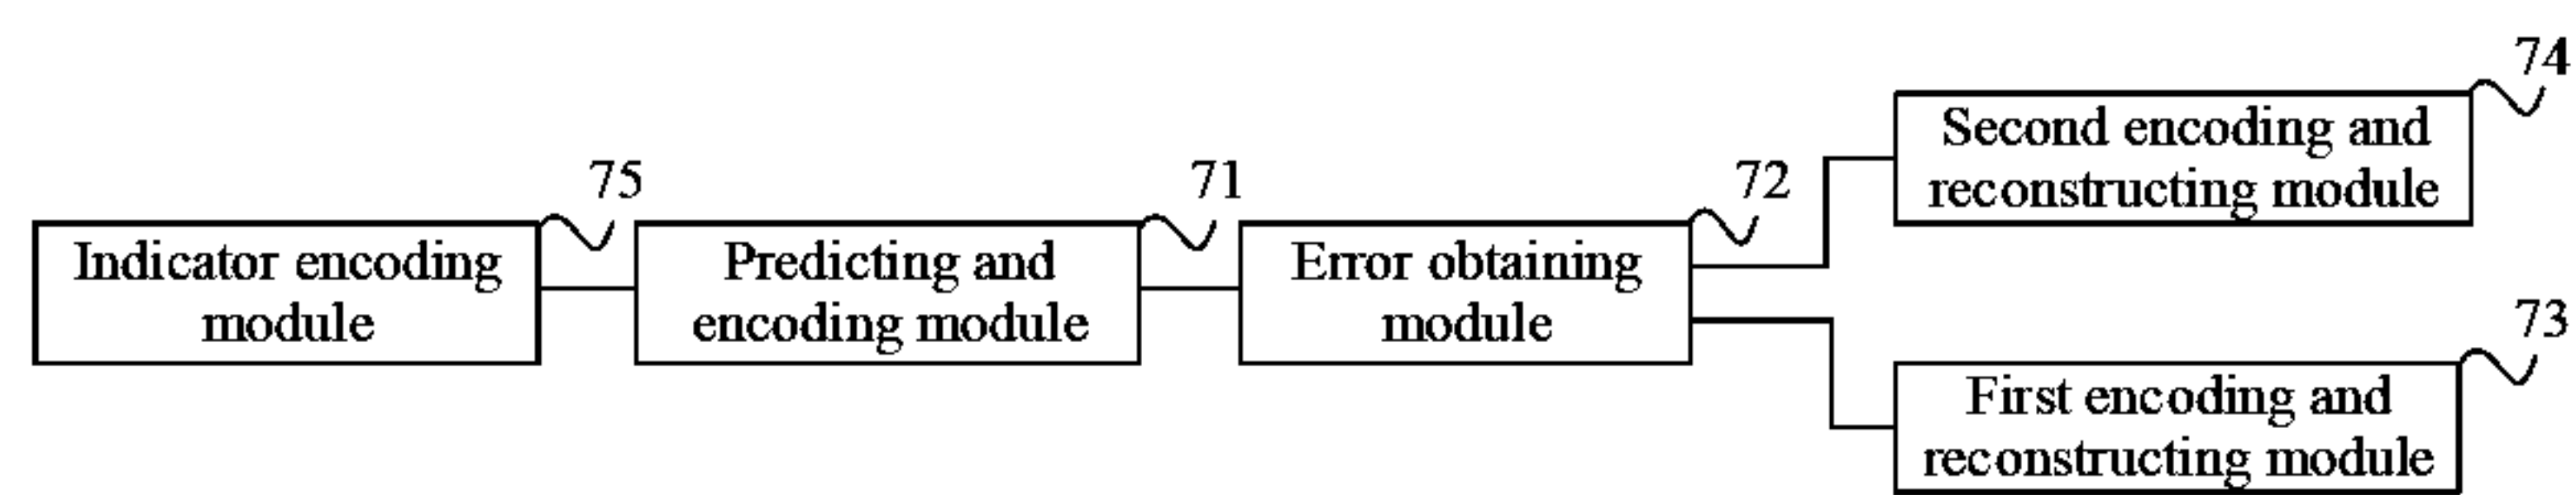 74
Second encoding and
reconstructing module
75
71
72
Indicator encoding
module
Predicting and
encoding module
Error obtaining
module
73
First encoding and
reconstructing module